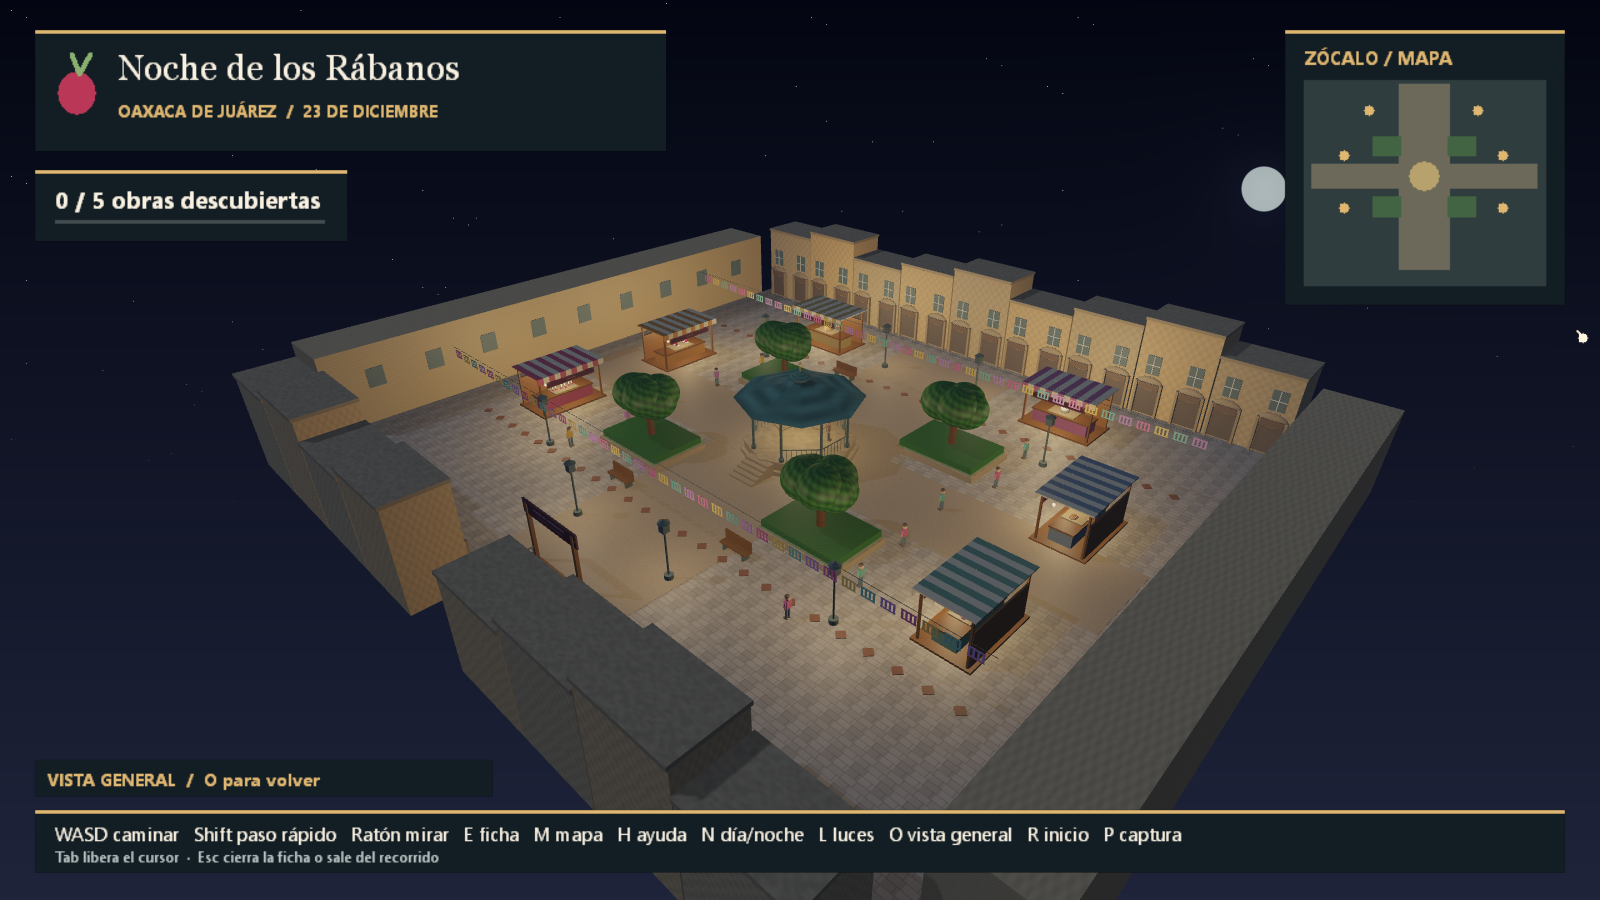 Noche de los Rábanos
OAXACA DE JUÁREZ / 23 DE DICIEMBRE
0 / 5 obras descubiertas
ZÓCALO / MAPA
VISTA GENERAL / O para volver
WASD caminar Shift paso rápido Ratón mirar E ficha M mapa H ayuda N día/noche L luces O vista general R inicio P captura
Tab libera el cursor · Esc cierra la ficha o sale del recorrido